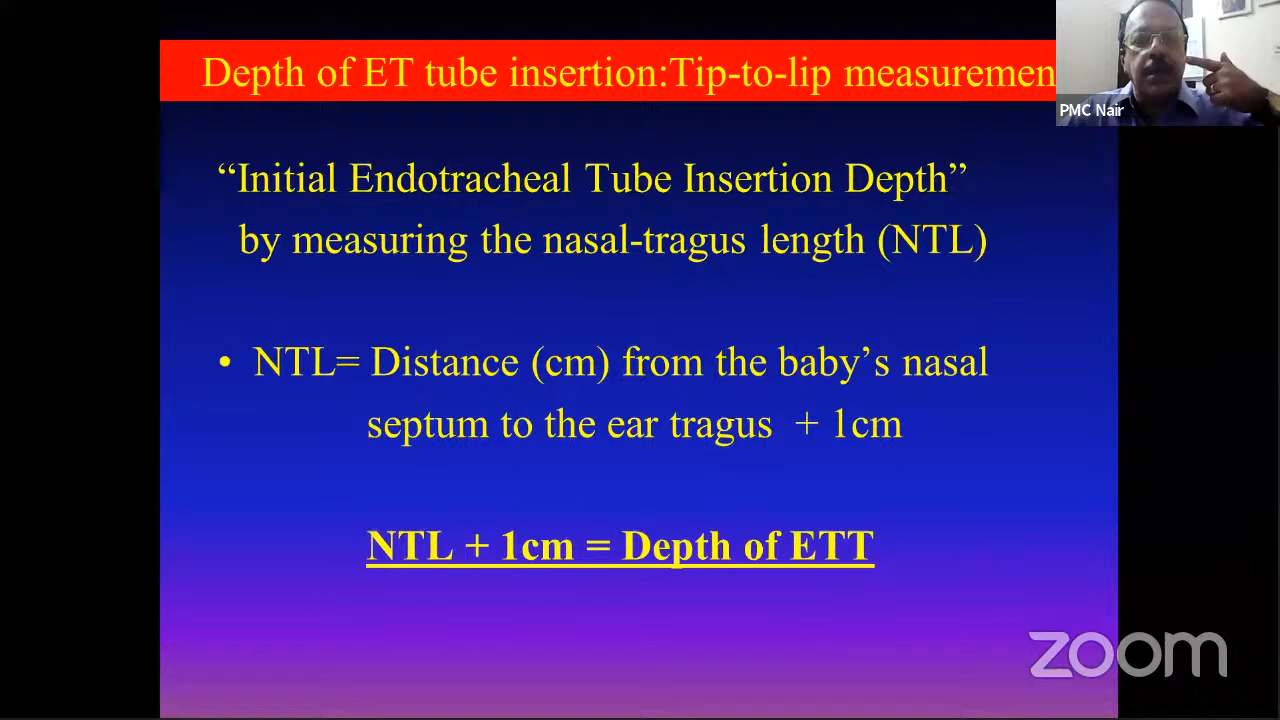 Depth of ET tube insertion:Tip-to-lip measuremen
PMC Nair
“Initial Endotracheal Tube Insertion Depth”
by measuring the nasal-tragus length (NTL)
• NTL= Distance (cm) from the baby’s nasal
septum to the ear tragus + 1cm
NTL + 1cm = Depth of ETT
zoom